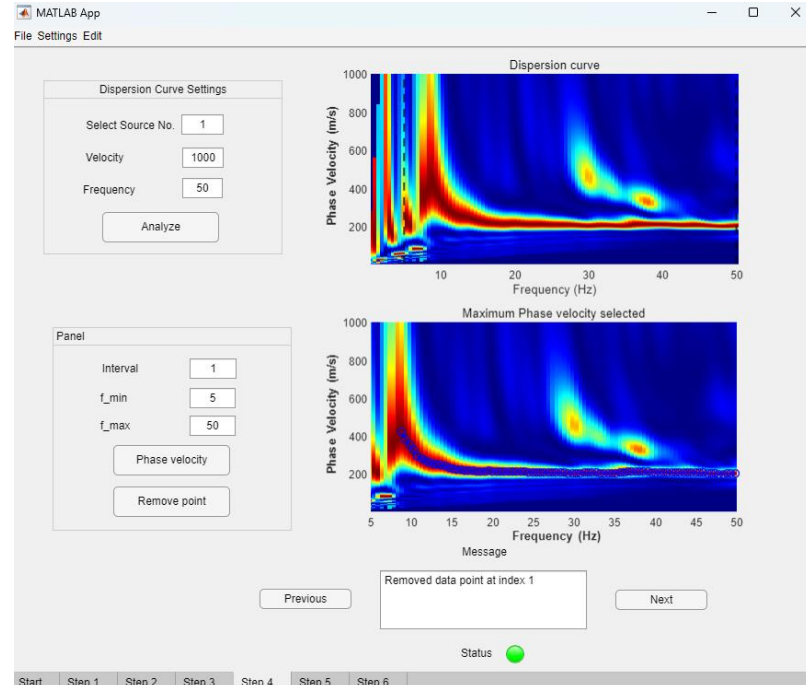 MATLAB App
File Settings Edit
Dispersion Curve Settings
Select Source No. 1
Velocity 1000
Frequency 50
Analyze
Dispersion curve
Phase Velocity (m/s)
1000
800
600
400
200
10 20 30 40 50
Frequency (Hz)
Panel
Interval 1
f_min 5
f_max 50
Phase velocity
Remove point
Maximum Phase velocity selected
Phase Velocity (m/s)
1000
800
600
400
200
5 10 15 20 25 30 35 40 45 50
Frequency (Hz)
Message
Removed data point at index 1
Previous
Next
Status
Start Step 1 Step 2 Step 3 Step 4 Step 5 Step 6